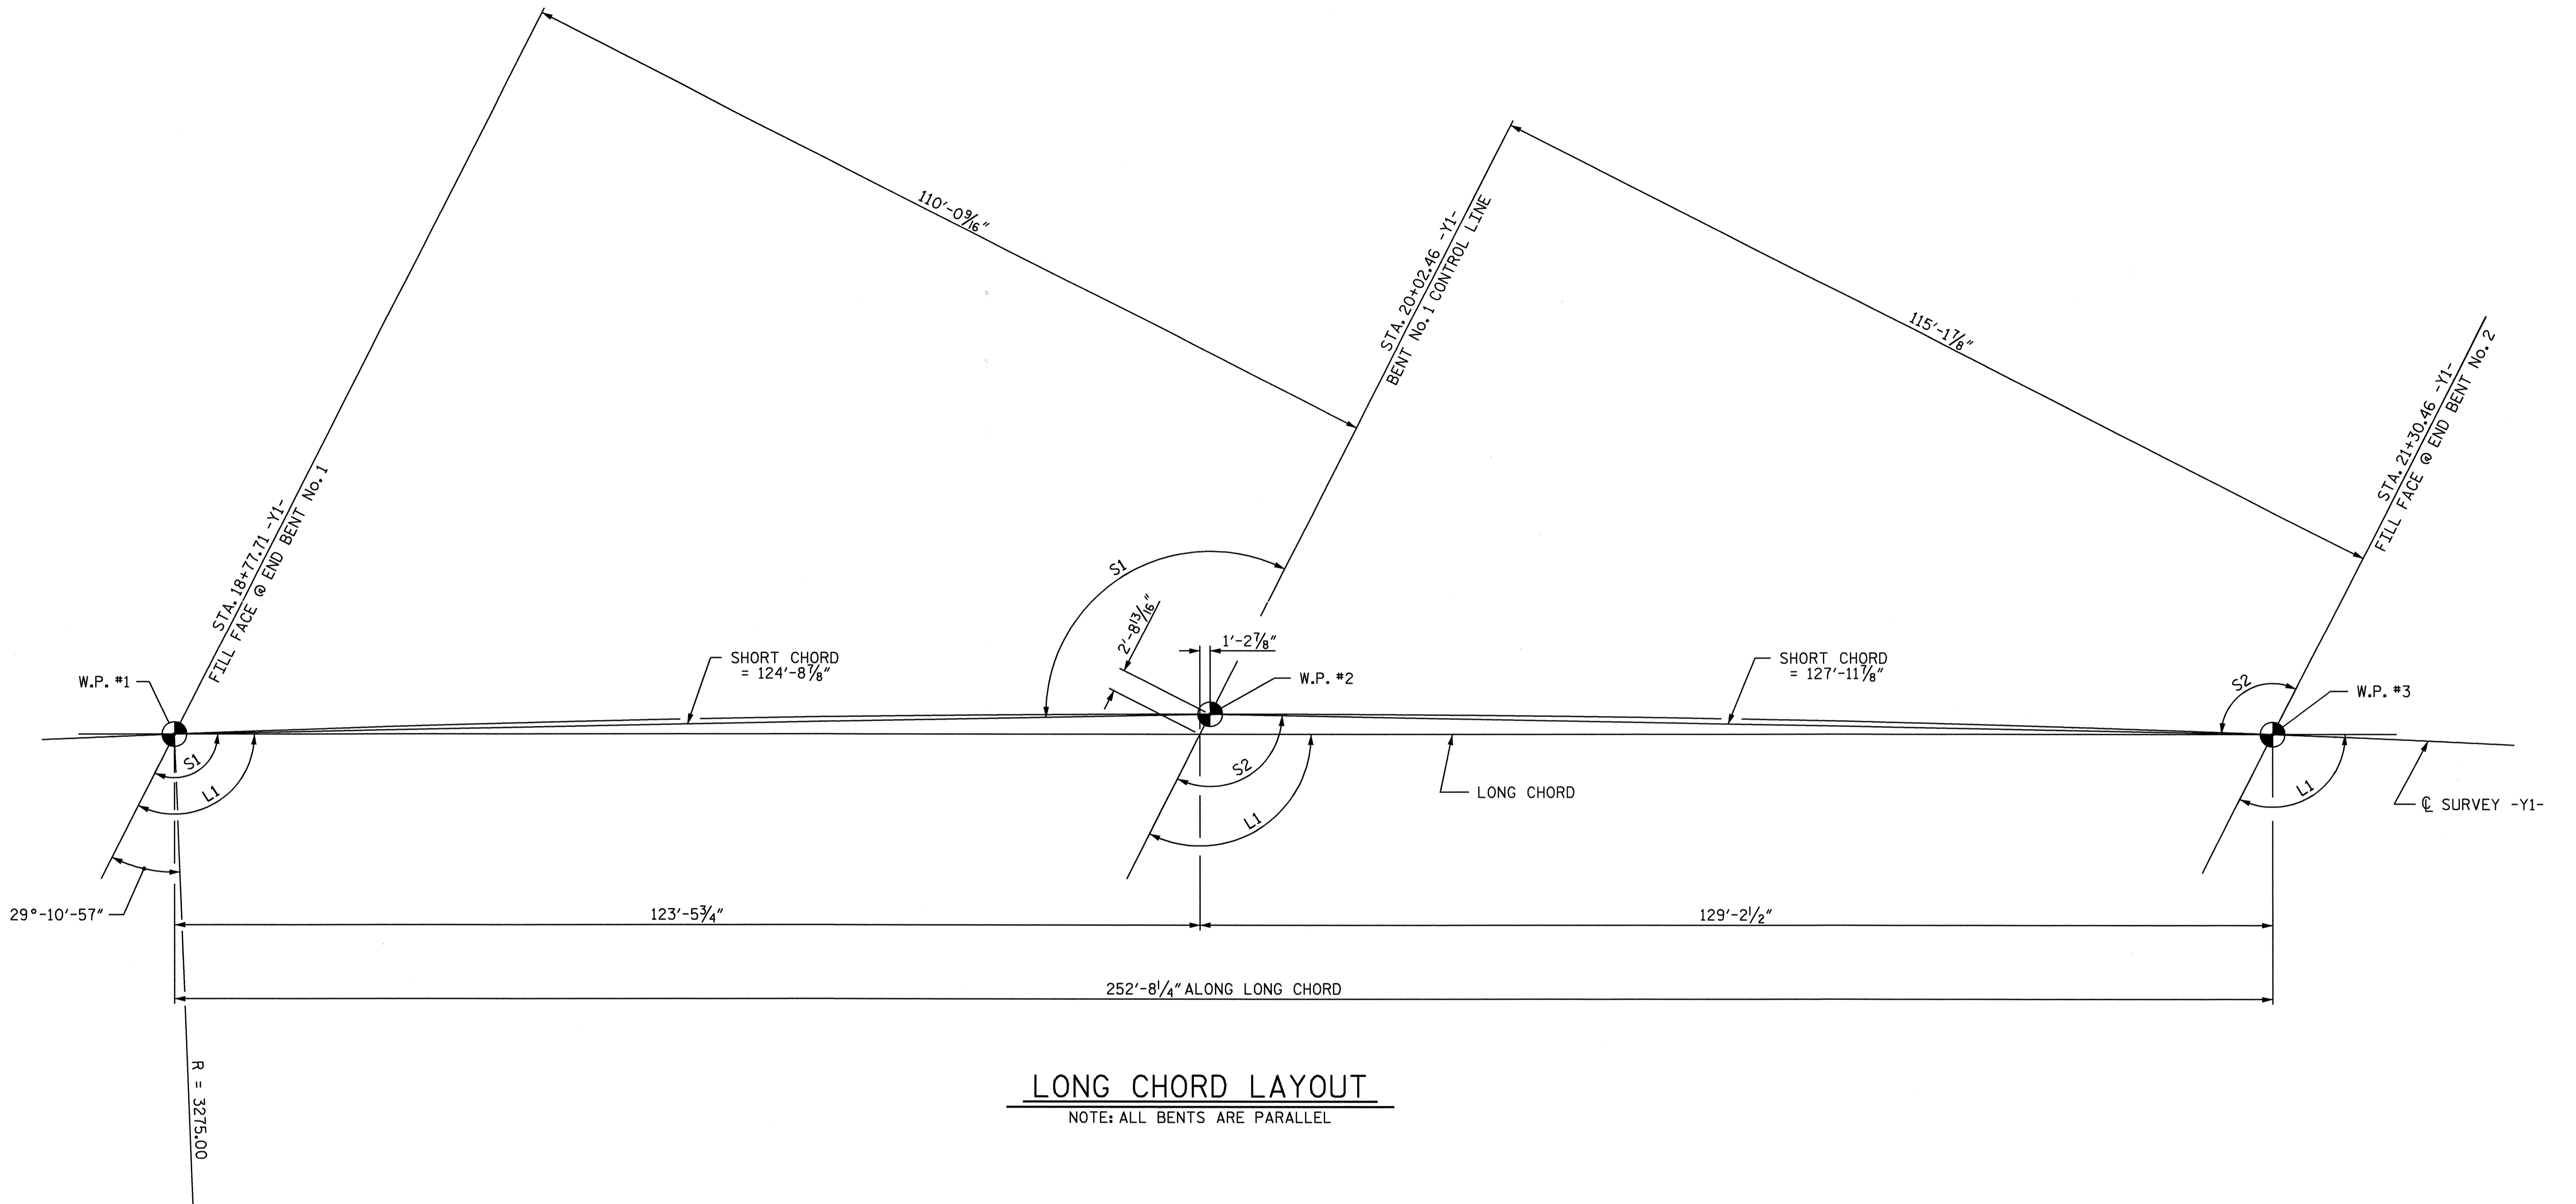 110'-0 9/16"
STA. 20+02.46 -Y1-
BENT No. 1 CONTROL LINE
115'-1 7/8"
STA. 21+30.46 -Y1-
FILL FACE @ END BENT No. 2
STA. 18+77.71 -Y1-
FILL FACE @ END BENT No. 1
S1
2'-8 13/16"
1'-2 7/8"
SHORT CHORD
= 124'-8 7/8"
SHORT CHORD
= 127'-11 7/8"
W.P. #1
W.P. #2
S2
W.P. #3
S1
L1
S2
L1
LONG CHORD
L1
℄ SURVEY -Y1-
29°-10'-57"
123'-5 3/4"
129'-2 1/2"
252'-8 1/4" ALONG LONG CHORD
R = 3275.00
LONG CHORD LAYOUT
NOTE: ALL BENTS ARE PARALLEL